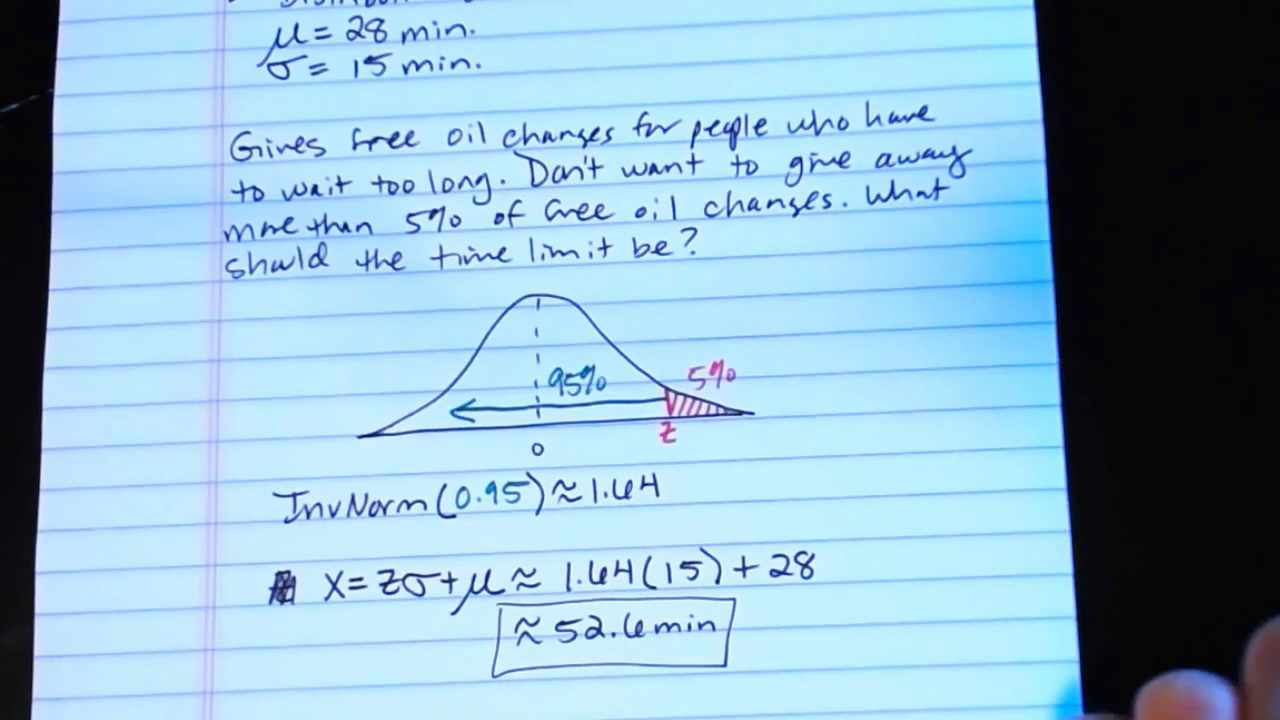 μ = 28 min.
σ = 15 min.
Gives free oil changes for people who have
to wait too long. Don't want to give away
more than 5% of free oil changes. What
should the time limit be?
95% 5%
z
0
InvNorm(0.95) ≈ 1.64
x = zσ + μ ≈ 1.64(15) + 28
≈ 52.6 min